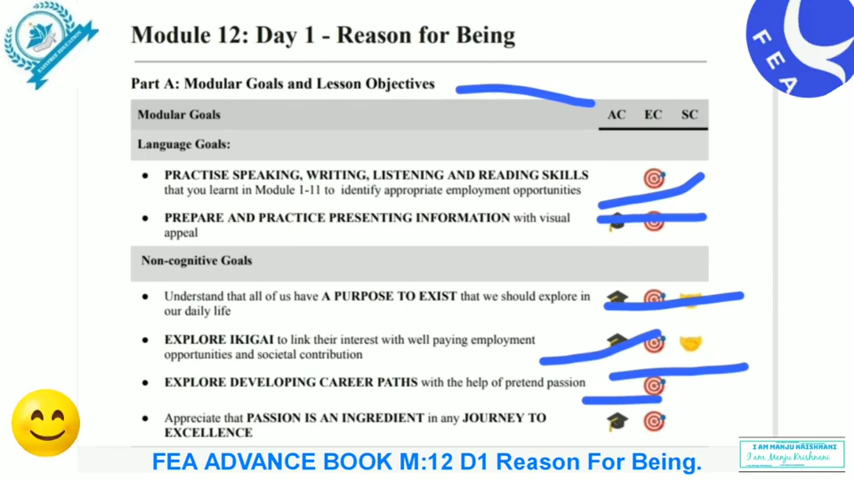 Module 12: Day 1 - Reason for Being
FEA
Part A: Modular Goals and Lesson Objectives
Modular Goals AC EC SC
Language Goals:
• PRACTISE SPEAKING, WRITING, LISTENING AND READING SKILLS
that you learnt in Module 1-11 to identify appropriate employment opportunities
• PREPARE AND PRACTICE PRESENTING INFORMATION with visual
appeal
Non-cognitive Goals
• Understand that all of us have A PURPOSE TO EXIST that we should explore in
our daily life
• EXPLORE IKIGAI to link their interest with well paying employment
opportunities and societal contribution
• EXPLORE DEVELOPING CAREER PATHS with the help of pretend passion
• Appreciate that PASSION IS AN INGREDIENT in any JOURNEY TO
EXCELLENCE
I AM MANJU KRISHNANI
I am Manju Krishnani
FEA ADVANCE BOOK M:12 D1 Reason For Being.